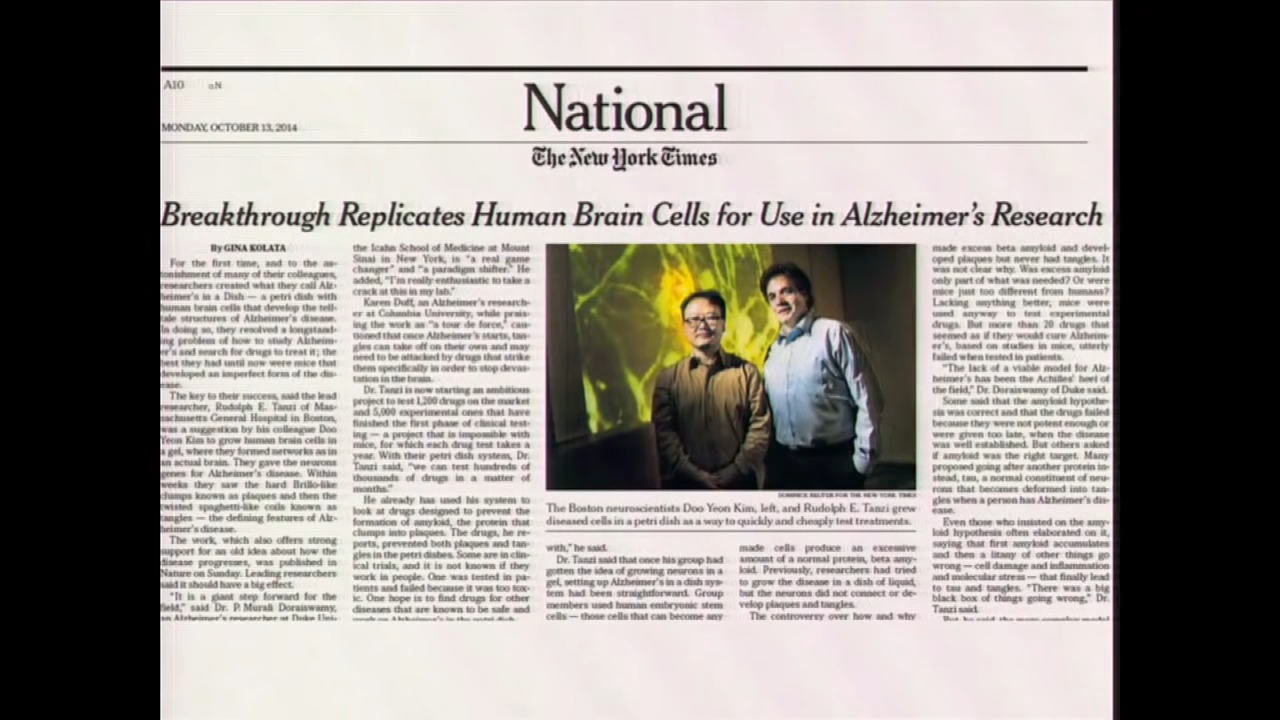 A10
N
MONDAY, OCTOBER 13, 2014
National
The New York Times
Breakthrough Replicates Human Brain Cells for Use in Alzheimer's Research
By GINA KOLATA
For the first time, and to the as-
tonishment of many of their colleagues,
researchers created what they call Alz-
heimer's in a Dish — a petri dish with
human brain cells that develop the tell-
tale structures of Alzheimer's disease.
In doing so, they resolved a longstand-
ing problem of how to study Alzheim-
er's and search for drugs to treat it; the
best they had until now were mice that
developed an imperfect form of the dis-
ease.
The key to their success, said the lead
researcher, Rudolph E. Tanzi of Mas-
sachusetts General Hospital in Boston,
was a suggestion by his colleague Doo
Yeon Kim to grow human brain cells in
a gel, where they formed networks as in
an actual brain. They gave the neurons
genes for Alzheimer's disease. Within
weeks they saw the hard Brillo-like
clumps known as plaques and then the
twisted spaghetti-like coils known as
tangles — the defining features of Alz-
heimer's disease.
The work, which also offers strong
support for an old idea about how the
disease progresses, was published in
Nature on Sunday. Leading researchers
said it should have a big effect.
"It is a giant step forward for the
field," said Dr. P. Murali Doraiswamy,
an Alzheimer's researcher at Duke Uni-
the Icahn School of Medicine at Mount
Sinai in New York, is "a real game
changer" and "a paradigm shifter." He
added, "I'm really enthusiastic to take a
crack at this in my lab."
Karen Duff, an Alzheimer's research-
er at Columbia University, while prais-
ing the work as "a tour de force," cau-
tioned that once Alzheimer's starts, tan-
gles can take off on their own and may
need to be attacked by drugs that strike
them specifically in order to stop devas-
tation in the brain.
Dr. Tanzi is now starting an ambitious
project to test 1,200 drugs on the market
and 5,000 experimental ones that have
finished the first phase of clinical test-
ing — a project that is impossible with
mice, for which each drug test takes a
year. With their petri dish system, Dr.
Tanzi said, "we can test hundreds of
thousands of drugs in a matter of
months."
He already has used his system to
look at drugs designed to prevent the
formation of amyloid, the protein that
clumps into plaques. The drugs, he re-
ports, prevented both plaques and tan-
gles in the petri dishes. Some are in clin-
ical trials, and it is not known if they
work in people. One was tested in pa-
tients and failed because it was too tox-
ic. One hope is to find drugs for other
diseases that are known to be safe and
work on Alzheimer's in the petri dish.
DOMINICK REUTER FOR THE NEW YORK TIMES
The Boston neuroscientists Doo Yeon Kim, left, and Rudolph E. Tanzi grew
diseased cells in a petri dish as a way to quickly and cheaply test treatments.
with," he said.
Dr. Tanzi said that once his group had
gotten the idea of growing neurons in a
gel, setting up Alzheimer's in a dish sys-
tem had been straightforward. Group
members used human embryonic stem
cells — those cells that can become any
made cells produce an excessive
amount of a normal protein, beta amy-
loid. Previously, researchers had tried
to grow the disease in a dish of liquid,
but the neurons did not connect or de-
velop plaques and tangles.
The controversy over how and why
made excess beta amyloid and devel-
oped plaques but never had tangles. It
was not clear why. Was excess amyloid
only part of what was needed? Or were
mice just too different from humans?
Lacking anything better, mice were
used anyway to test experimental
drugs. But more than 20 drugs that
seemed as if they would cure Alzheim-
er's, based on studies in mice, utterly
failed when tested in patients.
"The lack of a viable model for Alz-
heimer's has been the Achilles' heel of
the field," Dr. Doraiswamy of Duke said.
Some said that the amyloid hypothe-
sis was correct and that the drugs failed
because they were not potent enough or
were given too late, when the disease
was well established. But others asked
if amyloid was the right target. Many
proposed going after another protein in-
stead, tau, a normal constituent of neu-
rons that becomes deformed into tan-
gles when a person has Alzheimer's dis-
ease.
Even those who insisted on the amy-
loid hypothesis often elaborated on it,
saying that first amyloid accumulates
and then a litany of other things go
wrong — cell damage and inflammation
and molecular stress — that finally lead
to tau and tangles. "There was a big
black box of things going wrong," Dr.
Tanzi said.
But, he said, the more complex model